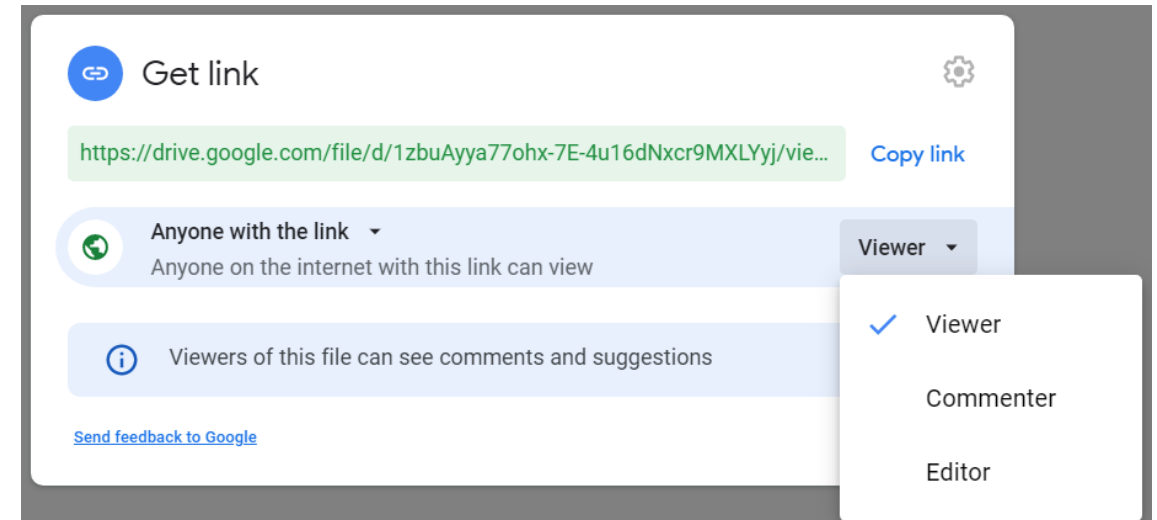 Get link
https://drive.google.com/file/d/1zbuAyya77ohx-7E-4u16dNxcr9MXLYyj/vie...
Copy link
Anyone with the link
Anyone on the internet with this link can view
Viewer
Viewer
Commenter
Editor
Viewers of this file can see comments and suggestions
Send feedback to Google